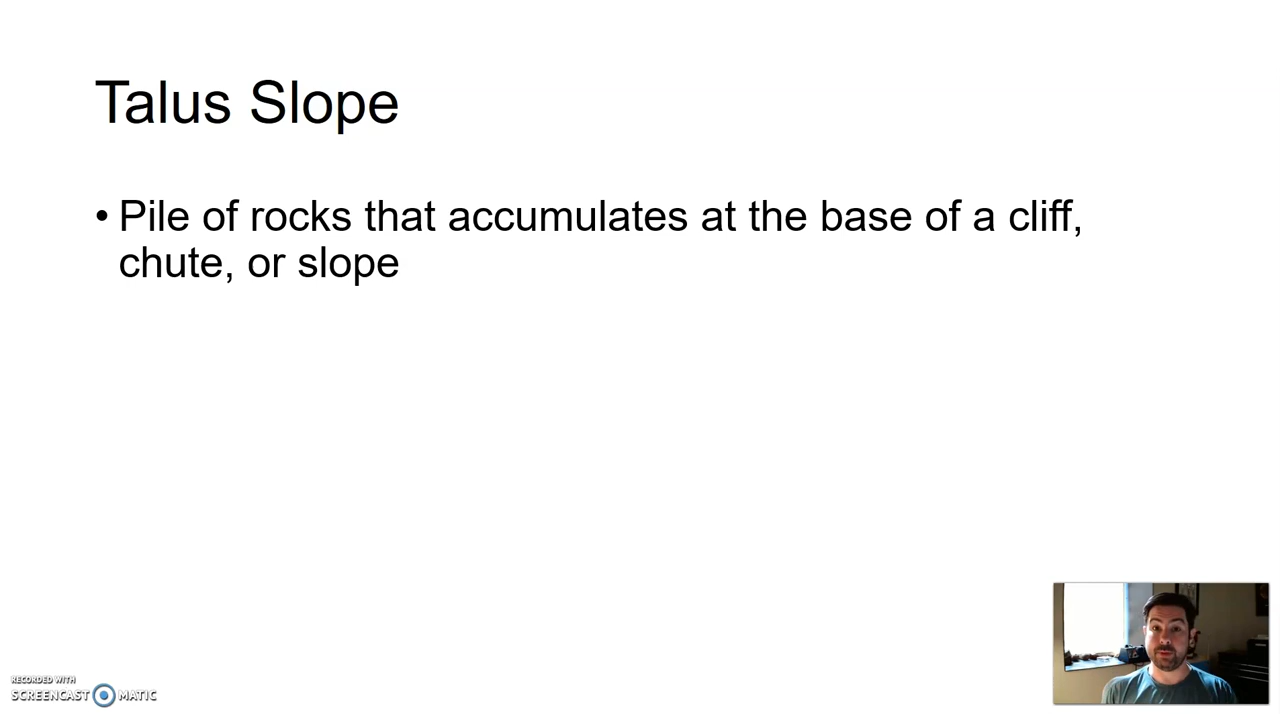 Talus Slope
• Pile of rocks that accumulates at the base of a cliff,
chute, or slope
RECORDED WITH
SCREENCAST MATIC